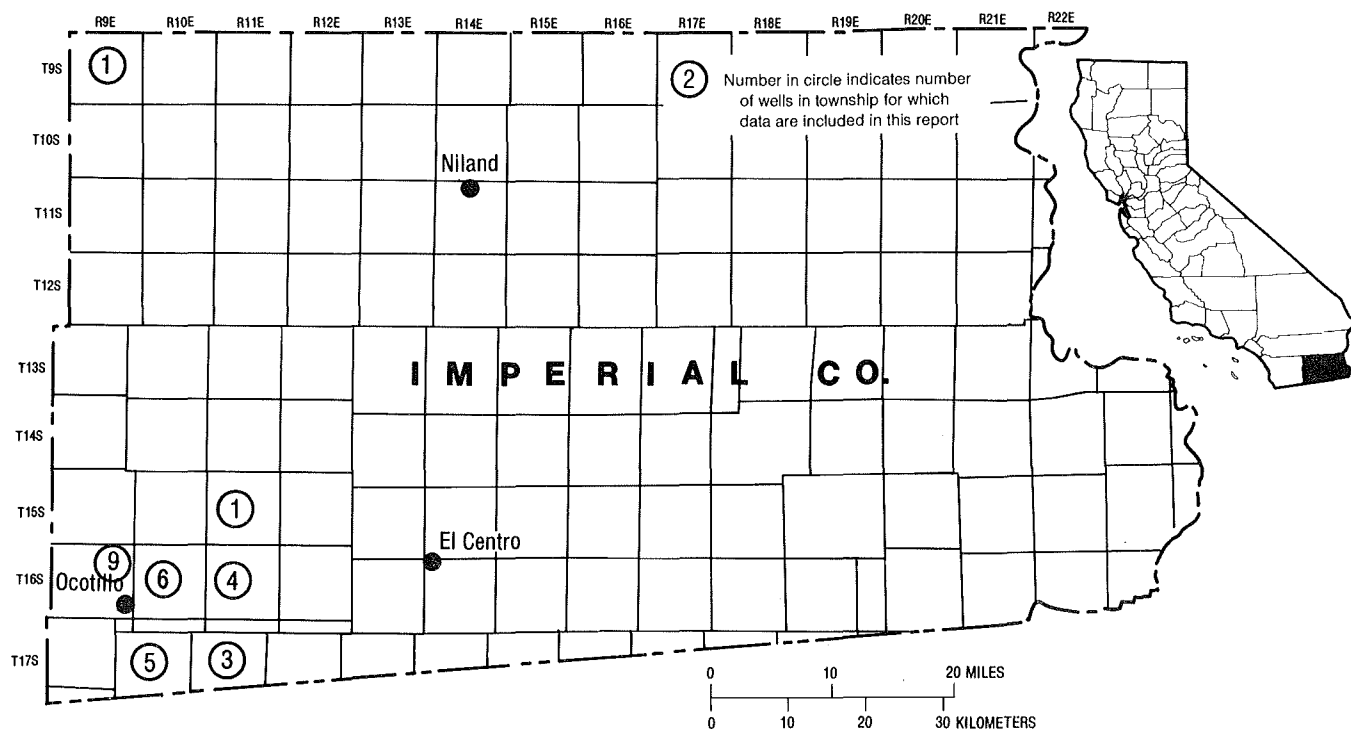 R9E R10E R11E R12E R13E R14E R15E R16E R17E R18E R19E R20E R21E R22E
T9S
1
2
Number in circle indicates number
of wells in township for which
data are included in this report
T10S
Niland
T11S
T12S
T13S
IMPERIAL CO.
T14S
T15S
1
El Centro
T16S
9
Ocotillo
6
4
T17S
5
3
0 10 20 MILES
0 10 20 30 KILOMETERS